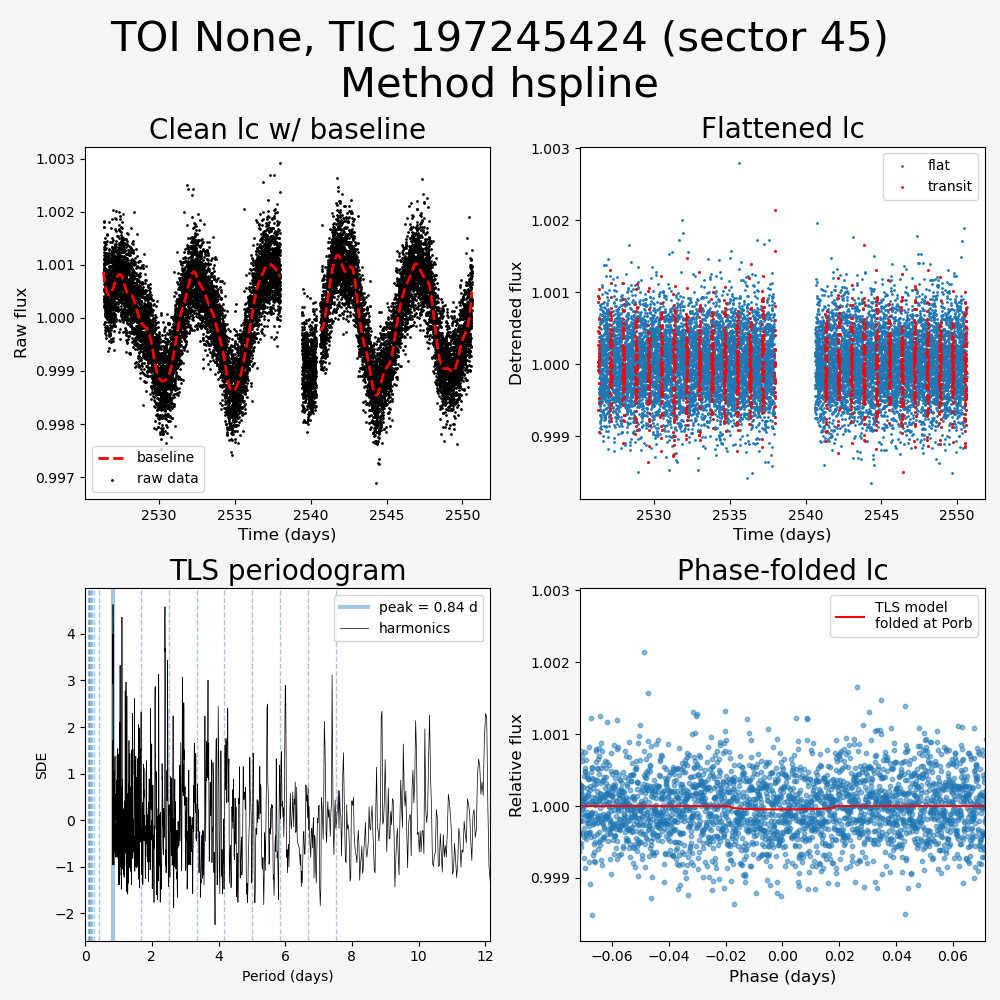 TOI None, TIC 197245424 (sector 45)
Method hspline
Clean lc w/ baseline
1.003
1.002
1.001
1.000
0.999
0.998
0.997
Raw flux
baseline
raw data
2530
2535
2540
2545
2550
Time (days)
Flattened lc
1.003
1.002
1.001
1.000
0.999
Detrended flux
flat
transit
2530
2535
2540
2545
2550
Time (days)
TLS periodogram
4
3
2
1
0
−1
−2
SDE
peak = 0.84 d
harmonics
0
2
4
6
8
10
12
Period (days)
Phase-folded lc
1.003
1.002
1.001
1.000
0.999
Relative flux
TLS model
folded at Porb
−0.06
−0.04
−0.02
0.00
0.02
0.04
0.06
Phase (days)